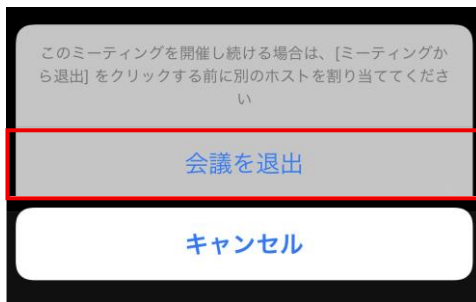 このミーティングを開催し続ける場合は、[ミーティングか
ら退出] をクリックする前に別のホストを割り当ててくださ
い
会議を退出
キャンセル